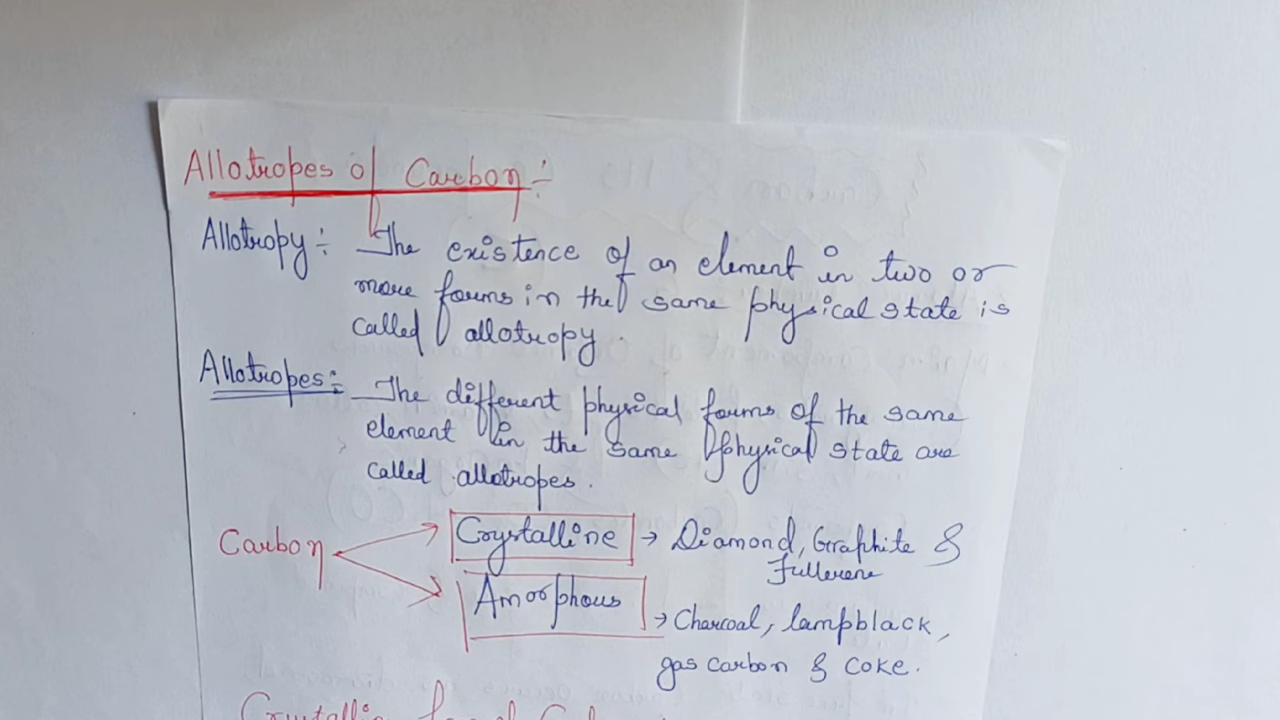 Allotropes of Carbon :-
Allotropy :- The existence of an element in two or
more forms in the same physical state is
called allotropy.
Allotropes :- The different physical forms of the same
element in the same physical state are
called allotropes.
Carbon
Crystalline → Diamond, Graphite &
Fullerene
Amorphous → Charcoal, lampblack,
gas carbon & coke.